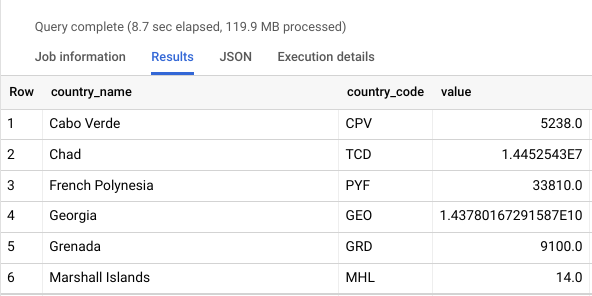 Query complete (8.7 sec elapsed, 119.9 MB processed)
Job information Results JSON Execution details
Row country_name country_code value
1 Cabo Verde CPV 5238.0
2 Chad TCD 1.4452543E7
3 French Polynesia PYF 33810.0
4 Georgia GEO 1.43780167291587E10
5 Grenada GRD 9100.0
6 Marshall Islands MHL 14.0